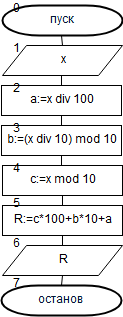 0
пуск
1
x
2
a:=x div 100
3
b:=(x div 10) mod 10
4
c:=x mod 10
5
R:=c*100+b*10+a
6
R
7
останов